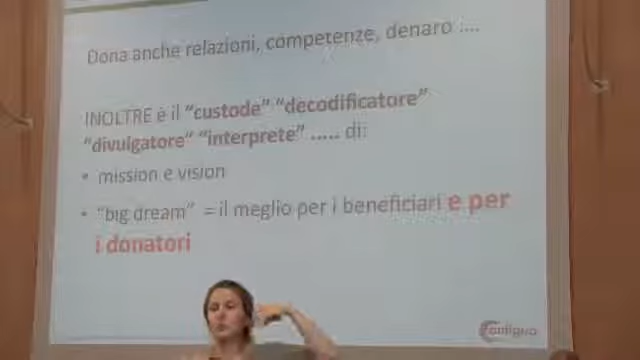 Dona anche relazioni, competenze, denaro :....
INOLTRE è il "custode" "decodificatore"
"divulgatore" "interprete" ..... di:
• mission e vision
• "big dream" = il meglio per i beneficiari e per
i donatori